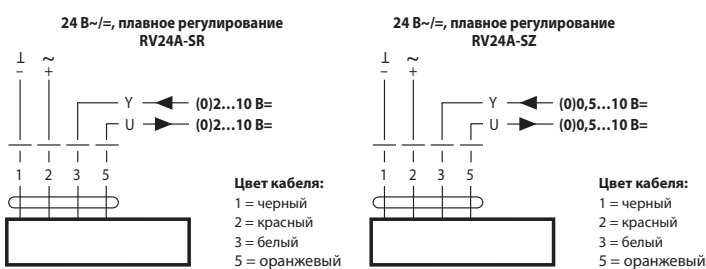 24 В~/=, плавное регулирование
RV24A-SR
⊥ ~
– +
Y (0)2…10 В=
U (0)2…10 В=
1 2 3 5
Цвет кабеля:
1 = черный
2 = красный
3 = белый
5 = оранжевый
24 В~/=, плавное регулирование
RV24A-SZ
⊥ ~
– +
Y (0)0,5…10 В=
U (0)0,5…10 В=
1 2 3 5
Цвет кабеля:
1 = черный
2 = красный
3 = белый
5 = оранжевый